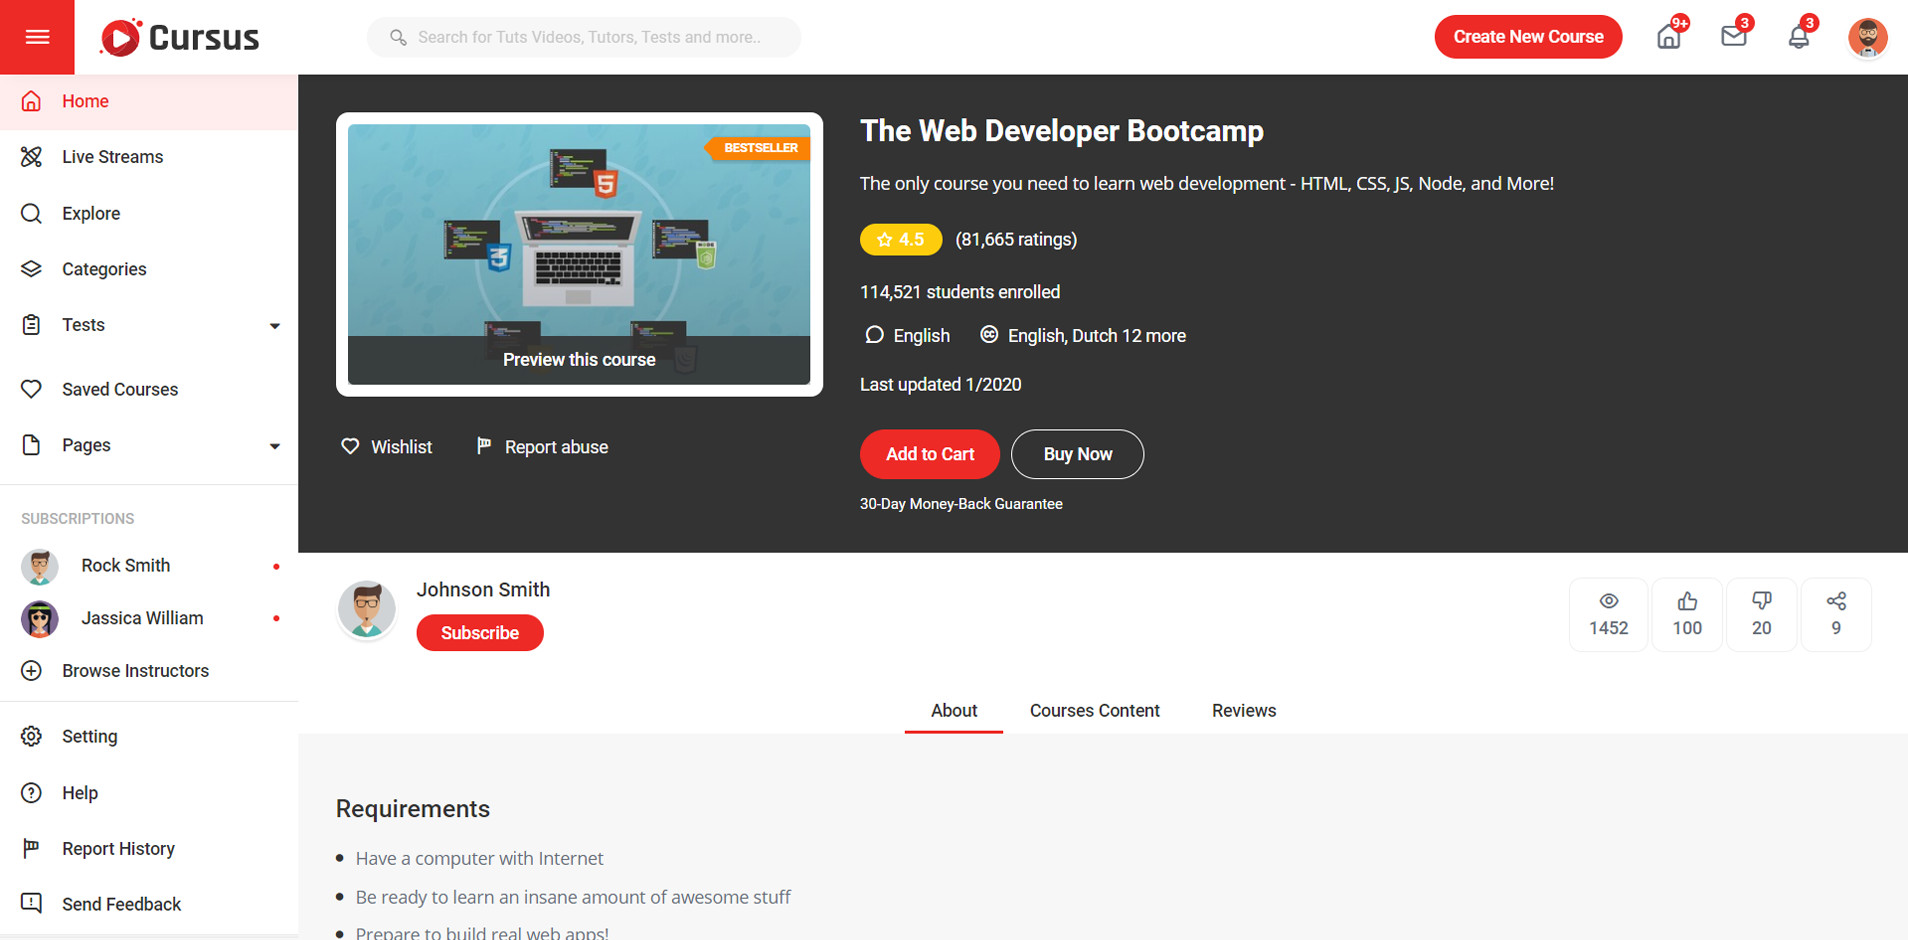 Cursus
Search for Tuts Videos, Tutors, Tests and more..
Create New Course
9+
3
3
Home
Live Streams
Explore
Categories
Tests
Saved Courses
Pages
SUBSCRIPTIONS
Rock Smith
Jassica William
Browse Instructors
Setting
Help
Report History
Send Feedback
BESTSELLER
5
3
NODE
Preview this course
Wishlist
Report abuse
The Web Developer Bootcamp
The only course you need to learn web development - HTML, CSS, JS, Node, and More!
4.5 (81,665 ratings)
114,521 students enrolled
English English, Dutch 12 more
Last updated 1/2020
Add to Cart
Buy Now
30-Day Money-Back Guarantee
Johnson Smith
Subscribe
1452
100
20
9
About
Courses Content
Reviews
Requirements
Have a computer with Internet
Be ready to learn an insane amount of awesome stuff
Prepare to build real web apps!